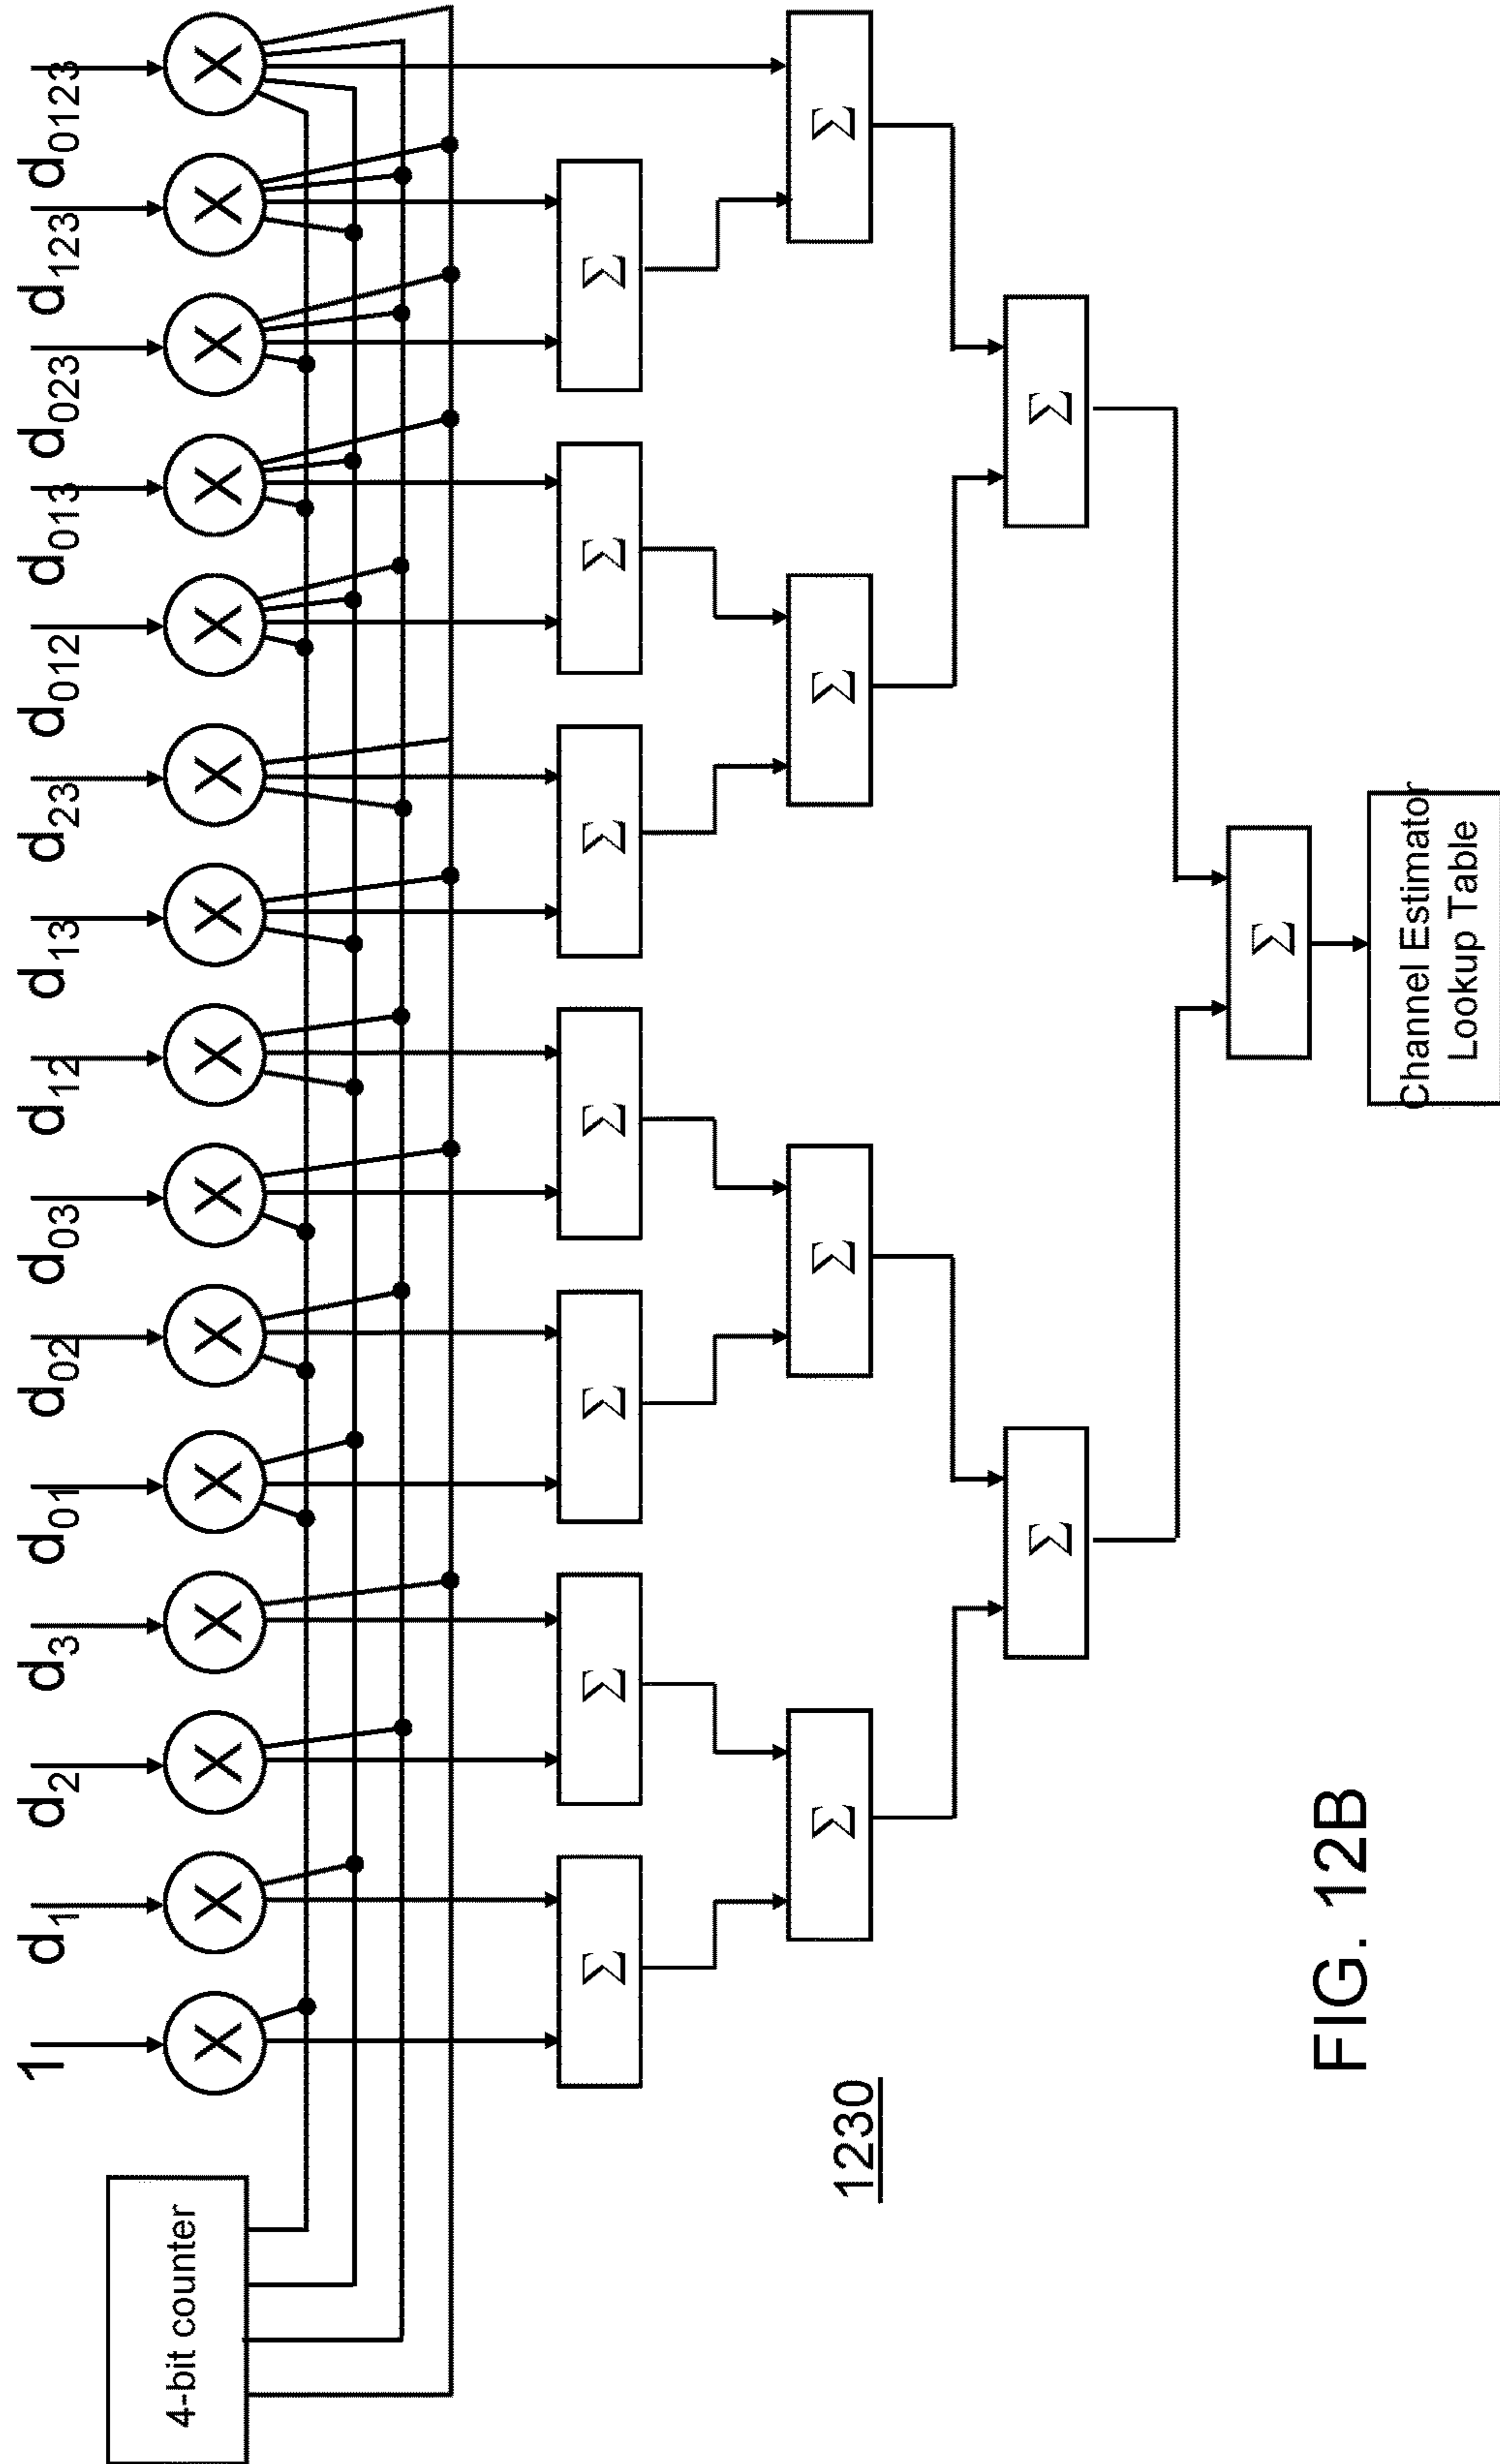 1
d1
d2
d3
d01
d02
d03
d12
d13
d23
d012
d013
d023
d123
d0123
X X X X X X X X X X X X X X X
4-bit counter
Σ Σ Σ Σ Σ Σ Σ
Σ Σ Σ Σ
Σ Σ
Σ
1230
Channel Estimator
Lookup Table
FIG. 12B